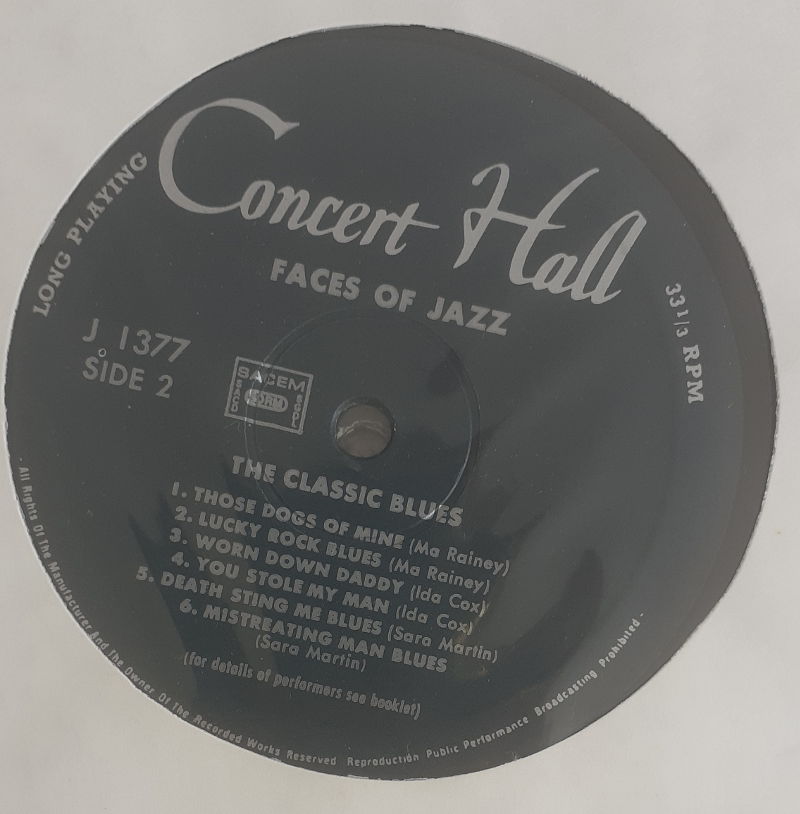 Concert Hall
LONG PLAYING
FACES OF JAZZ
33 1/3 RPM
J 1377
SIDE 2
SACEM
THE CLASSIC BLUES
1. THOSE DOGS OF MINE (Ma Rainey)
2. LUCKY ROCK BLUES (Ma Rainey)
3. WORN DOWN DADDY (Ida Cox)
4. YOU STOLE MY MAN (Ida Cox)
5. DEATH STING ME BLUES (Sara Martin)
6. MISTREATING MAN BLUES
(Sara Martin)
(for details of performers see booklet)
- All Rights Of The Manufacturer And The Owner Of The Recorded Works Reserved Reproduction Public Performance Broadcasting Prohibited -